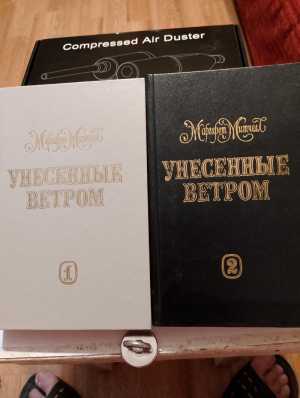 Compressed Air Duster
Маргарет Митчелл
УНЕСЕННЫЕ
ВЕТРОМ
1
Маргарет Митчелл
УНЕСЕННЫЕ
ВЕТРОМ
2